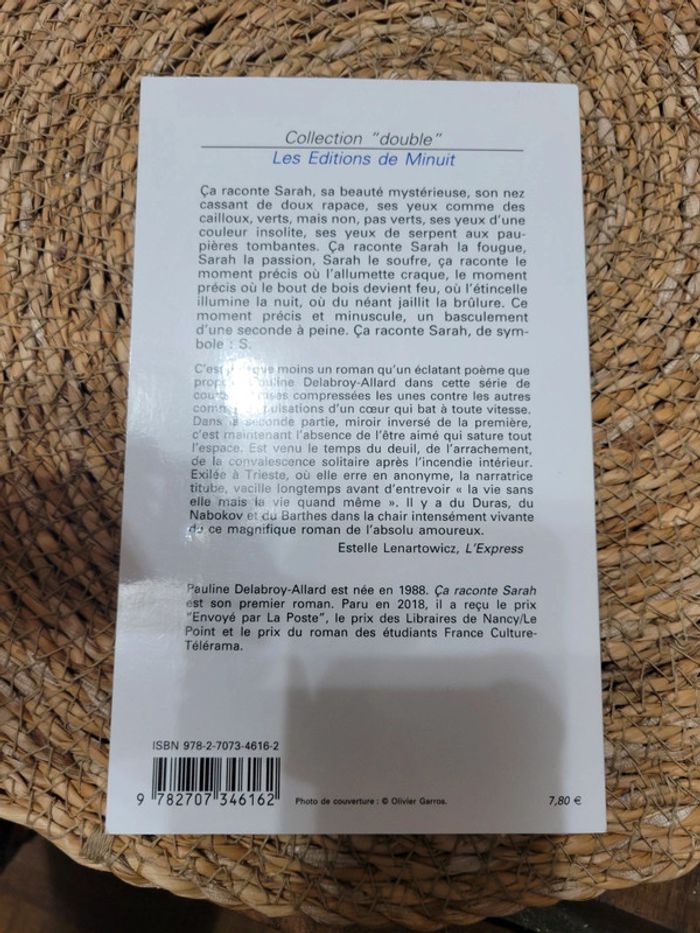 Collection "double"
Les Editions de Minuit
Ça raconte Sarah, sa beauté mystérieuse, son nez
cassant de doux rapace, ses yeux comme des
cailloux, verts, mais non, pas verts, ses yeux d'une
couleur insolite, ses yeux de serpent aux pau-
pières tombantes. Ça raconte Sarah la fougue,
Sarah la passion, Sarah le soufre, ça raconte le
moment précis où l'allumette craque, le moment
précis où le bout de bois devient feu, où l'étincelle
illumine la nuit, où du néant jaillit la brûlure. Ce
moment précis et minuscule, un basculement
d'une seconde à peine. Ça raconte Sarah, de sym-
bole : S.
C'est que moins un roman qu'un éclatant poème que
Pauline Delabroy-Allard dans cette série de
compressées les unes contre les autres
pulsations d'un cœur qui bat à toute vitesse.
Dans la seconde partie, miroir inversé de la première,
c'est maintenant l'absence de l'être aimé qui sature tout
l'espace. Est venu le temps du deuil, de l'arrachement,
de la convalescence solitaire après l'incendie intérieur.
Exilée à Trieste, où elle erre en anonyme, la narratrice
titube, vacille longtemps avant d'entrevoir « la vie sans
elle mais la vie quand même ». Il y a du Duras, du
Nabokov et du Barthes dans la chair intensément vivante
de ce magnifique roman de l'absolu amoureux.
Estelle Lenartowicz, L'Express
Pauline Delabroy-Allard est née en 1988. Ça raconte Sarah
est son premier roman. Paru en 2018, il a reçu le prix
"Envoyé par La Poste", le prix des Libraires de Nancy/Le
Point et le prix du roman des étudiants France Culture-
Télérama.
ISBN 978-2-7073-4616-2
9 782707 346162
Photo de couverture : © Olivier Garros.
7,80 €